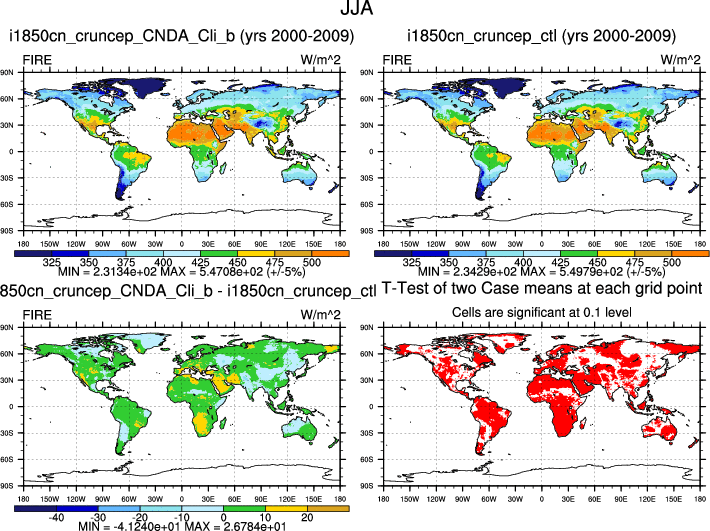 JJA
i1850cn_cruncep_CNDA_Cli_b (yrs 2000-2009)
FIRE W/m^2
90N
60N
30N
0
30S
60S
90S
180 150W 120W 90W 60W 30W 0 30E 60E 90E 120E 150E 180
325 350 375 400 425 450 475 500
MIN = 2.3134e+02 MAX = 5.4708e+02 (+/-5%)
i1850cn_cruncep_ctl (yrs 2000-2009)
FIRE W/m^2
90N
60N
30N
0
30S
60S
90S
180 150W 120W 90W 60W 30W 0 30E 60E 90E 120E 150E 180
325 350 375 400 425 450 475 500
MIN = 2.3429e+02 MAX = 5.4979e+02 (+/-5%)
850cn_cruncep_CNDA_Cli_b - i1850cn_cruncep_ctl
FIRE W/m^2
90N
60N
30N
0
30S
60S
90S
180 150W 120W 90W 60W 30W 0 30E 60E 90E 120E 150E 180
-40 -20 -10 0 10 20
MIN = -4.1240e+01 MAX = 2.6784e+01
T-Test of two Case means at each grid point
Cells are significant at 0.1 level
90N
60N
30N
0
30S
60S
90S
180 150W 120W 90W 60W 30W 0 30E 60E 90E 120E 150E 180